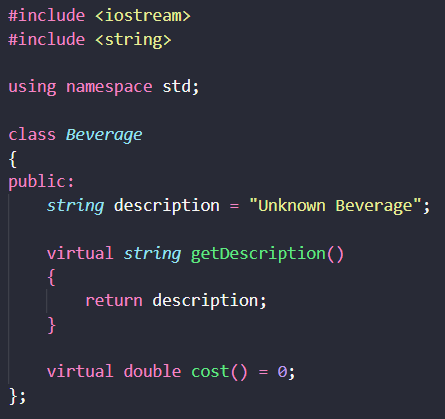 #include <iostream>
#include <string>

using namespace std;

class Beverage
{
public:
    string description = "Unknown Beverage";

    virtual string getDescription()
    {
        return description;
    }

    virtual double cost() = 0;
};